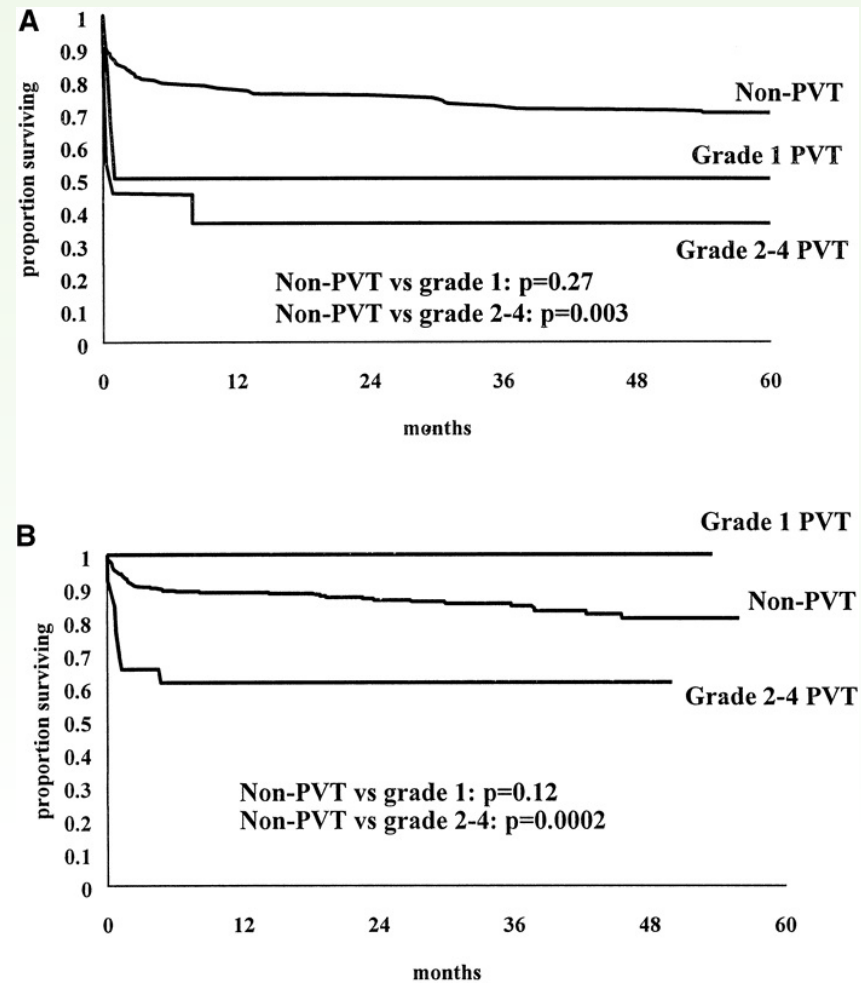 A
1
0.9
0.8
0.7
0.6
0.5
0.4
0.3
0.2
0.1
0
proportion surviving
Non-PVT
Grade 1 PVT
Grade 2-4 PVT
Non-PVT vs grade 1: p=0.27
Non-PVT vs grade 2-4: p=0.003
0 12 24 36 48 60
months
B
1
0.9
0.8
0.7
0.6
0.5
0.4
0.3
0.2
0.1
0
proportion surviving
Grade 1 PVT
Non-PVT
Grade 2-4 PVT
Non-PVT vs grade 1: p=0.12
Non-PVT vs grade 2-4: p=0.0002
0 12 24 36 48 60
months